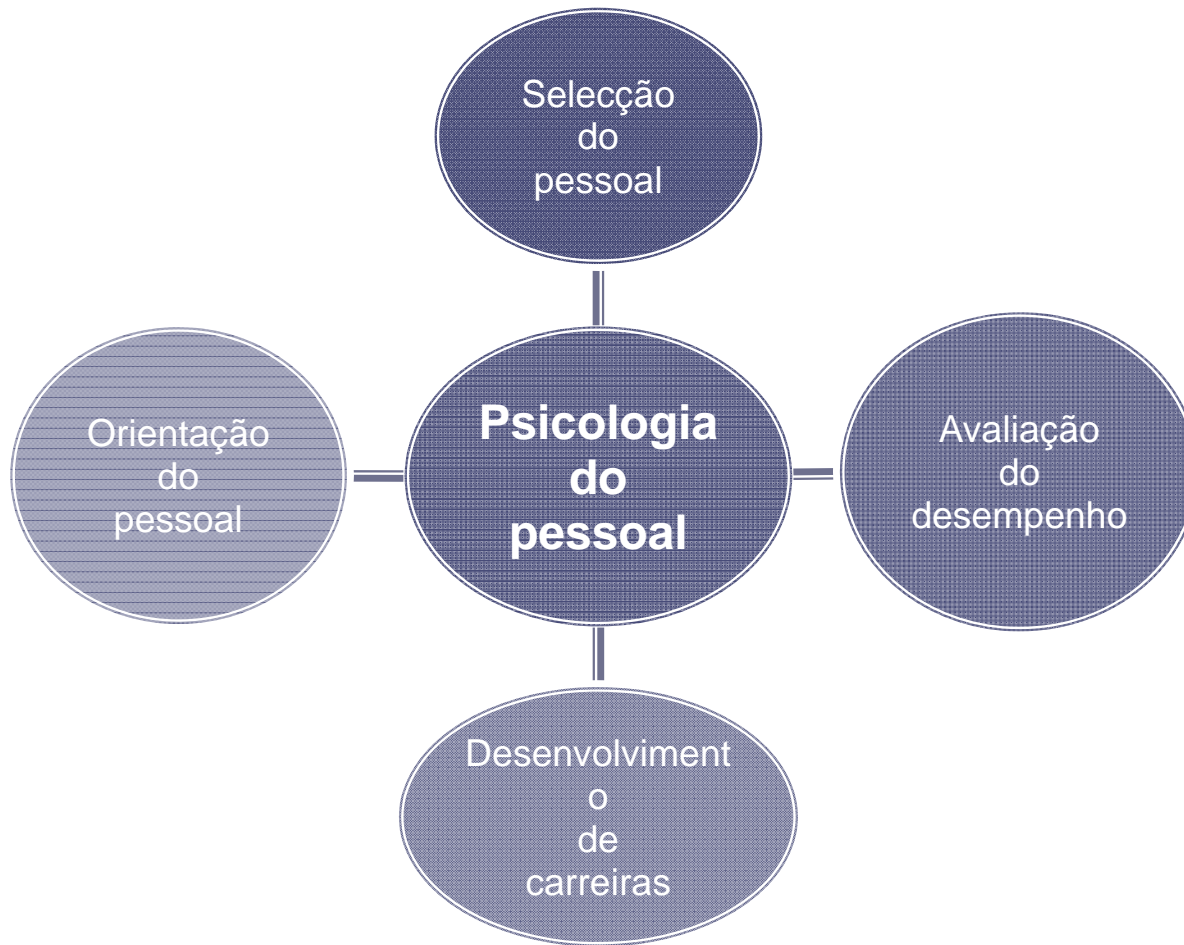 Selecção
do
pessoal
Orientação
do
pessoal
Psicologia
do
pessoal
Avaliação
do
desempenho
Desenvolviment
o
de
carreiras